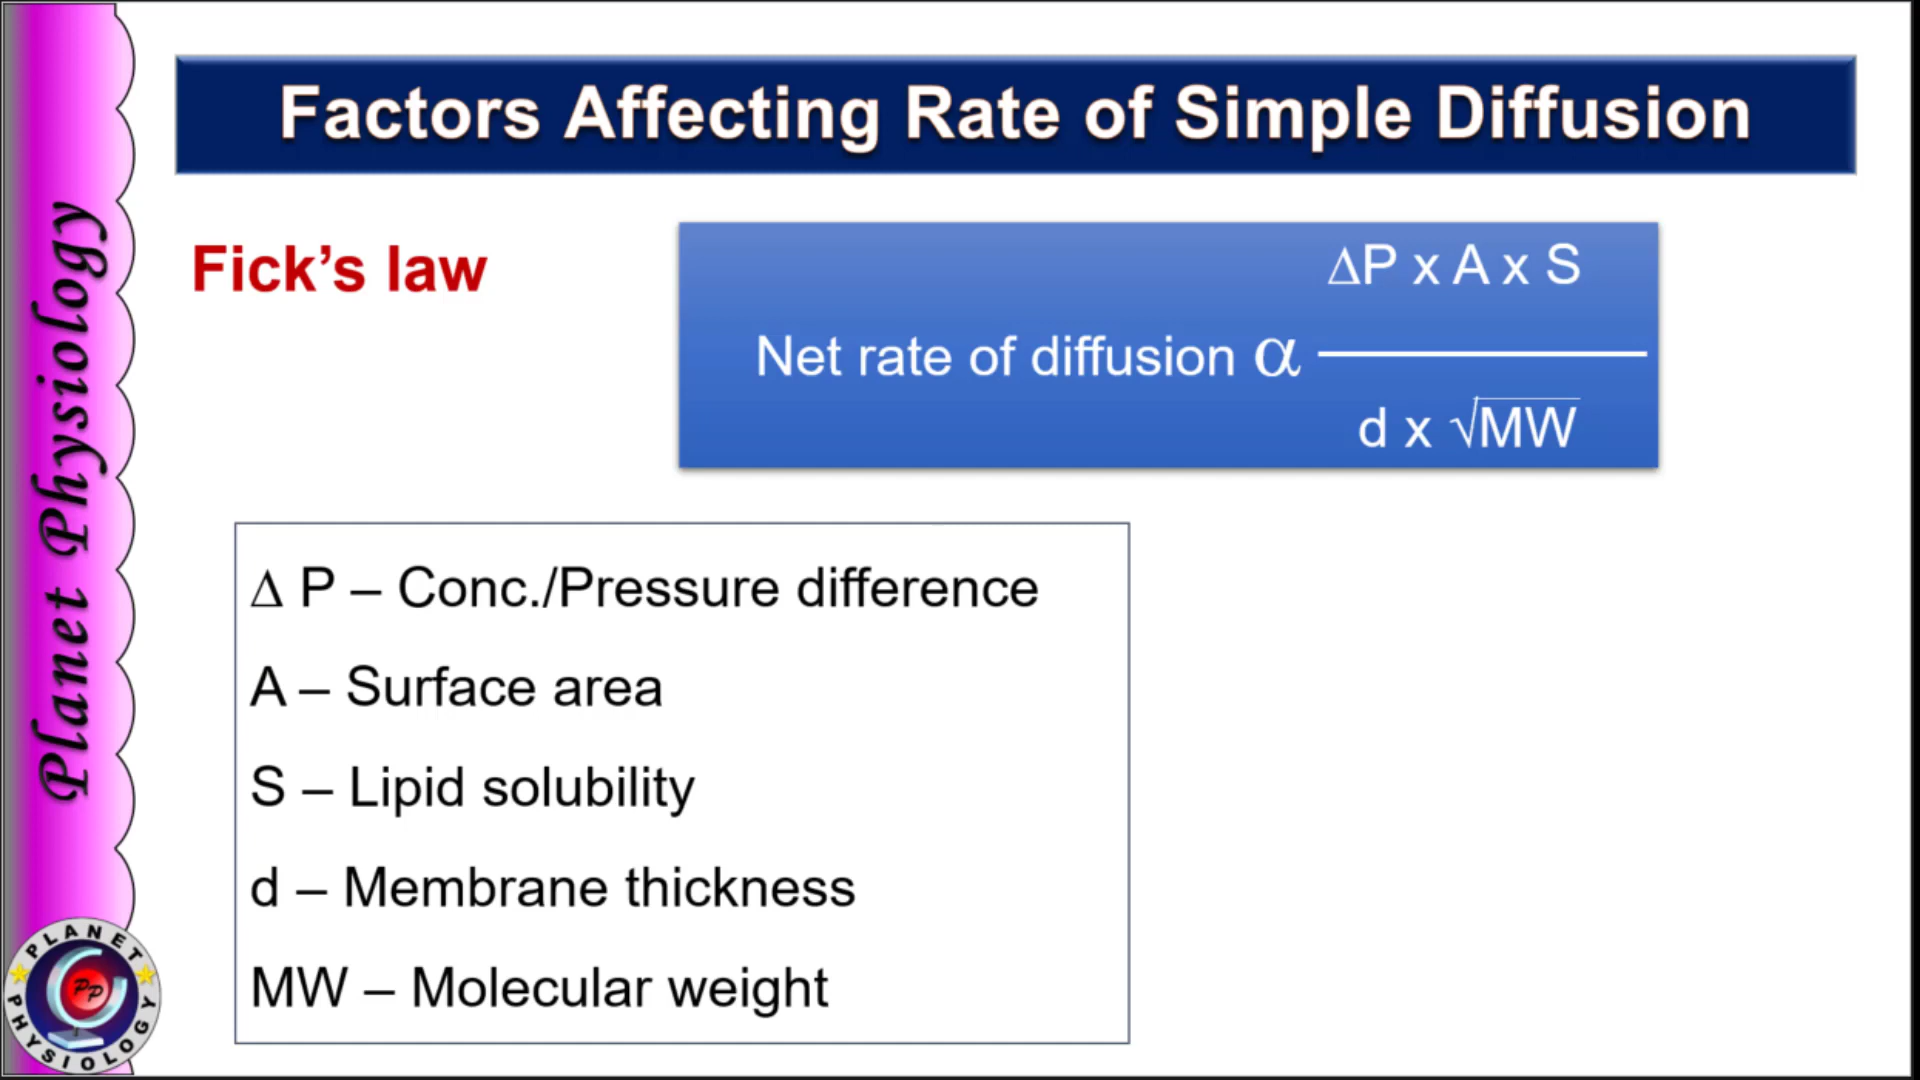 Factors Affecting Rate of Simple Diffusion
Fick's law
ΔP x A x S
Net rate of diffusion α
d x √MW
Δ P – Conc./Pressure difference
A – Surface area
S – Lipid solubility
d – Membrane thickness
MW – Molecular weight
Planet Physiology
PLANET
PP
PHYSIOLOGY